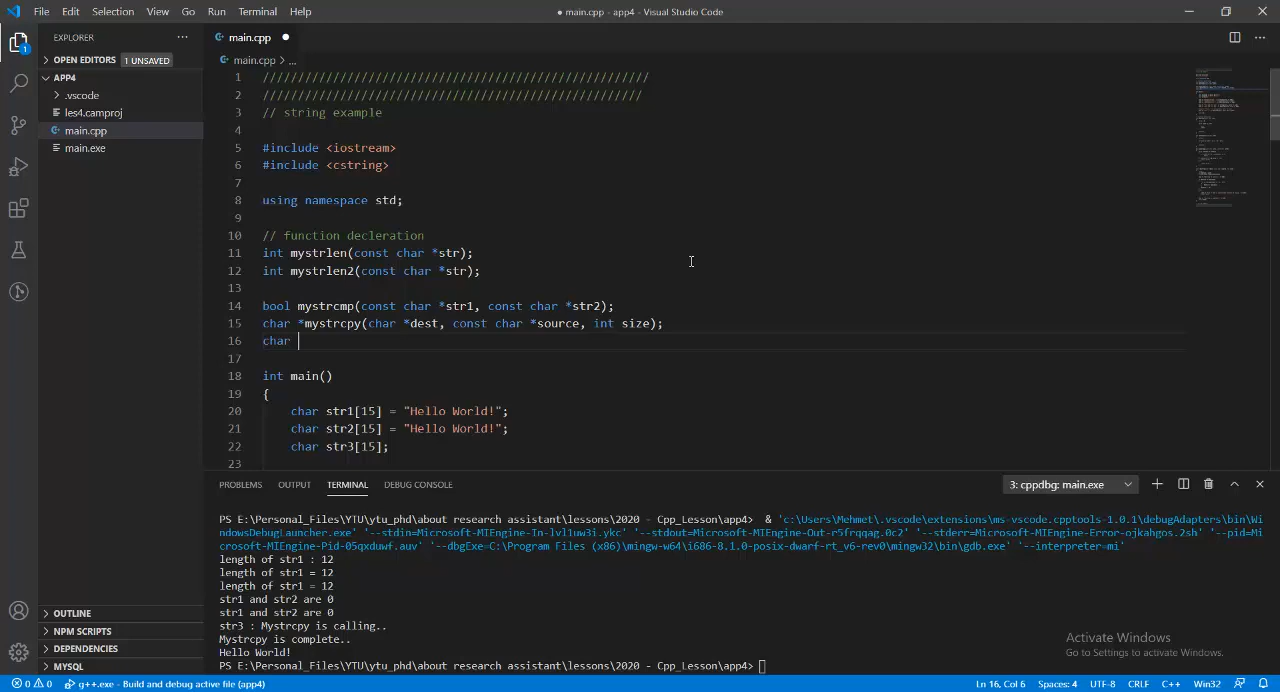 File Edit Selection View Go Run Terminal Help
● main.cpp - app4 - Visual Studio Code
EXPLORER
OPEN EDITORS 1 UNSAVED
APP4
.vscode
les4.camproj
main.cpp
main.exe
OUTLINE
NPM SCRIPTS
DEPENDENCIES
MYSQL
1
main.cpp
main.cpp > ...
1 ///////////////////////////////////////////////////////
2 //////////////////////////////////////////////////////
3 // string example
4
5 #include <iostream>
6 #include <cstring>
7
8 using namespace std;
9
10 // function decleration
11 int mystrlen(const char *str);
12 int mystrlen2(const char *str);
13
14 bool mystrcmp(const char *str1, const char *str2);
15 char *mystrcpy(char *dest, const char *source, int size);
16 char
17
18 int main()
19 {
20 char str1[15] = "Hello World!";
21 char str2[15] = "Hello World!";
22 char str3[15];
23
PROBLEMS OUTPUT TERMINAL DEBUG CONSOLE
3: cppdbg: main.exe
PS E:\Personal_Files\YTU\ytu_phd\about research assistant\lessons\2020 - Cpp_Lesson\app4> & 'c:\Users\Mehmet\.vscode\extensions\ms-vscode.cpptools-1.0.1\debugAdapters\bin\Wi
ndowsDebugLauncher.exe' '--stdin=Microsoft-MIEngine-In-lvl1uw3i.ykc' '--stdout=Microsoft-MIEngine-Out-r5frqqag.0c2' '--stderr=Microsoft-MIEngine-Error-ojkahgos.2sh' '--pid=Mi
crosoft-MIEngine-Pid-05qxduwf.auv' '--dbgExe=C:\Program Files (x86)\mingw-w64\i686-8.1.0-posix-dwarf-rt_v6-rev0\mingw32\bin\gdb.exe' '--interpreter=mi'
length of str1 : 12
length of str1 = 12
length of str1 = 12
str1 and str2 are 0
str1 and str2 are 0
str3 : Mystrcpy is calling..
Mystrcpy is complete..
Hello World!
PS E:\Personal_Files\YTU\ytu_phd\about research assistant\lessons\2020 - Cpp_Lesson\app4>
Activate Windows
Go to Settings to activate Windows.
0 0 g++.exe - Build and debug active file (app4)
Ln 16, Col 6 Spaces: 4 UTF-8 CRLF C++ Win32